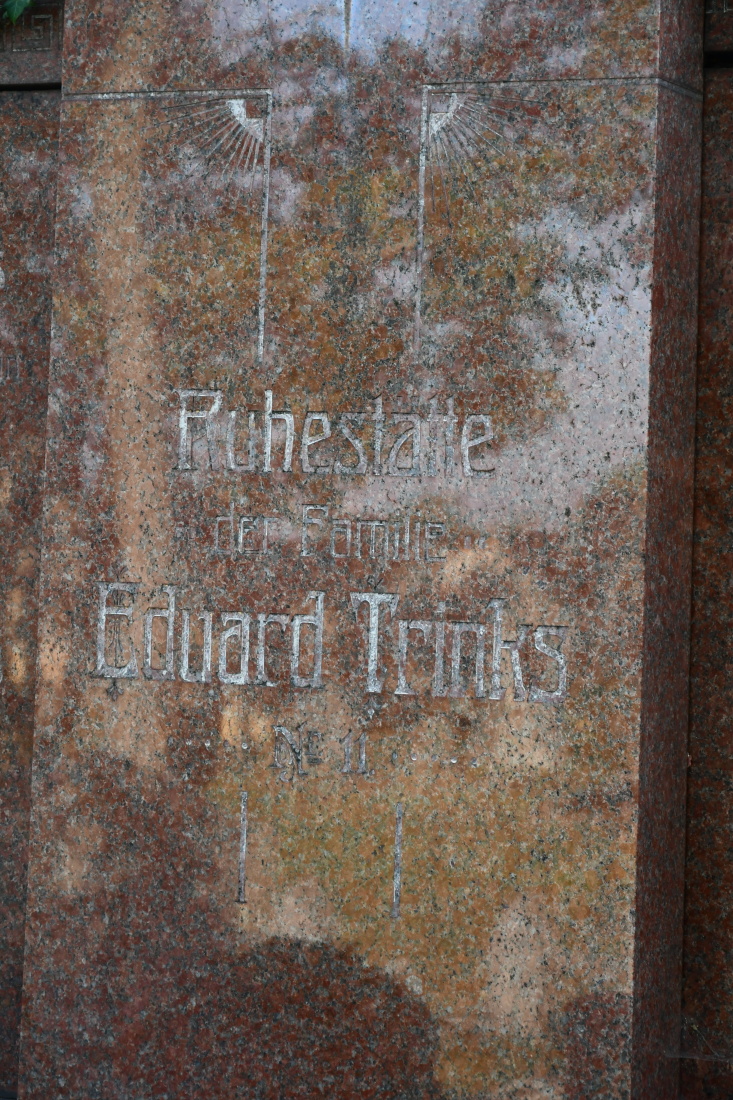 Ruhestätte
der Familie
Eduard Trinks
No 11